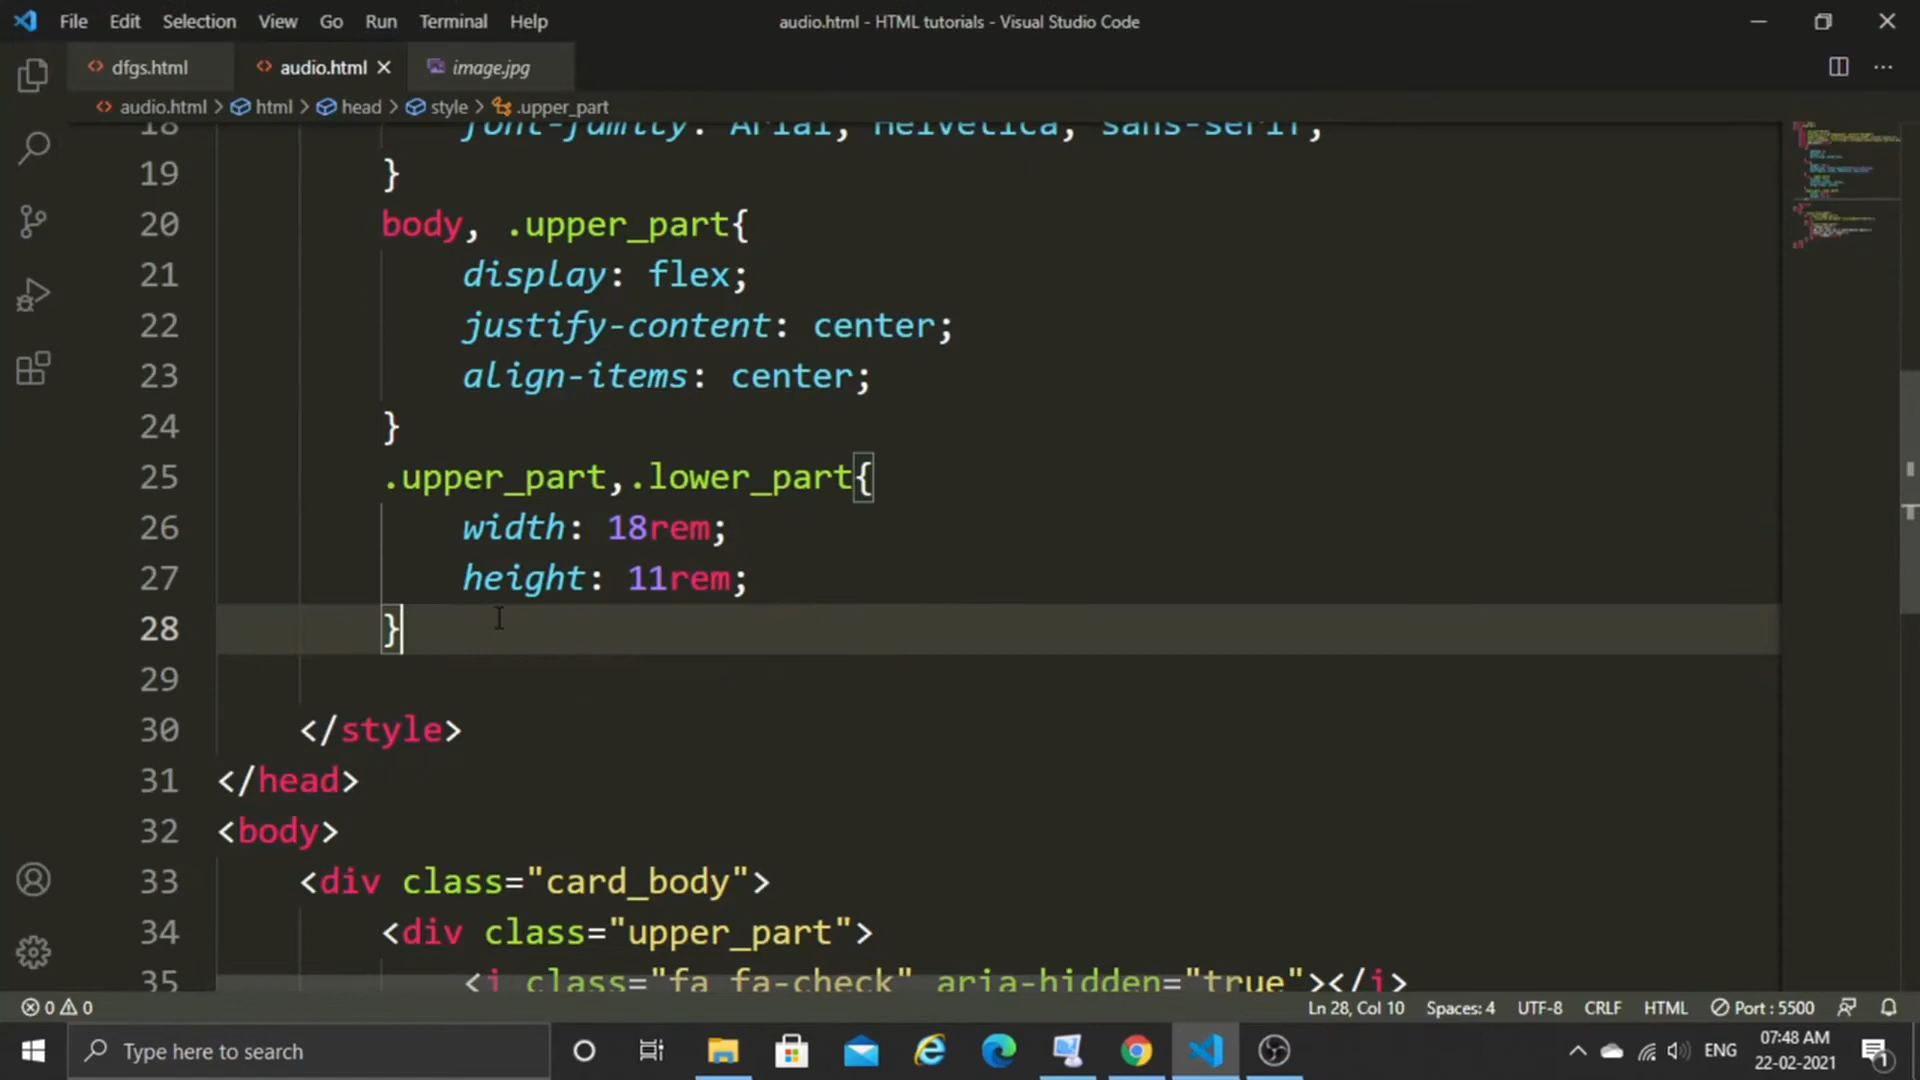 File Edit Selection View Go Run Terminal Help audio.html - HTML tutorials - Visual Studio Code
dfgs.html audio.html image.jpg
audio.html > html > head > style > .upper_part
18 font-family: Arial, Helvetica, sans-serif;
19 }
20 body, .upper_part{
21 display: flex;
22 justify-content: center;
23 align-items: center;
24 }
25 .upper_part,.lower_part{
26 width: 18rem;
27 height: 11rem;
28 }
29
30 </style>
31 </head>
32 <body>
33 <div class="card_body">
34 <div class="upper_part">
35 <i class="fa fa-check" aria-hidden="true"></i>
0 0 Ln 28, Col 10 Spaces: 4 UTF-8 CRLF HTML Port : 5500
Type here to search ENG 07:48 AM
22-02-2021 1